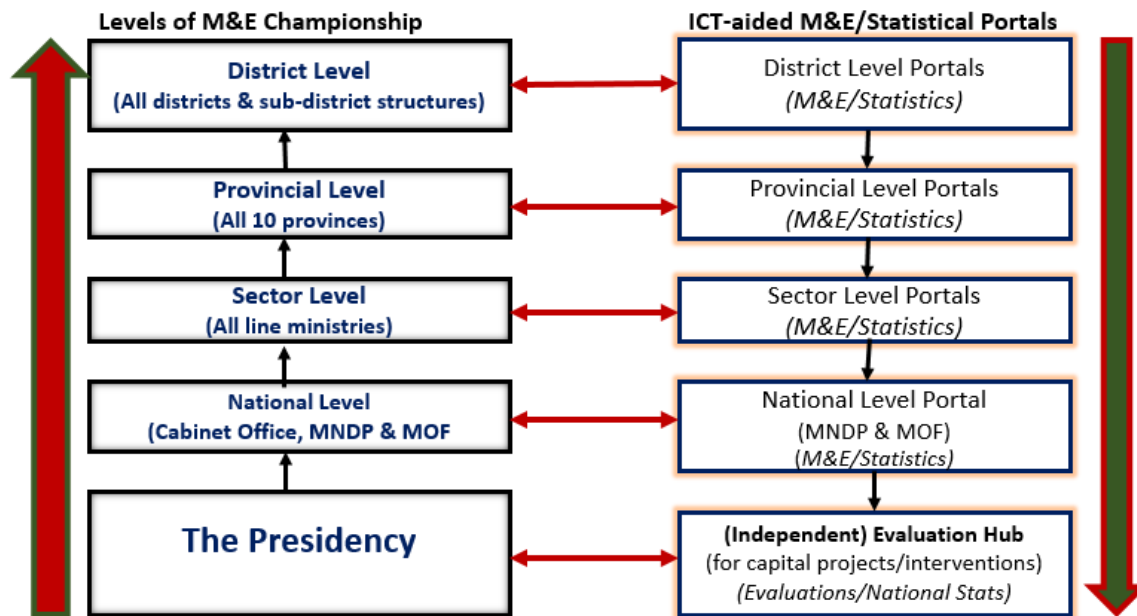 Levels of M&E Championship
District Level
(All districts & sub-district structures)
Provincial Level
(All 10 provinces)
Sector Level
(All line ministries)
National Level
(Cabinet Office, MNDP & MOF
The Presidency
ICT-aided M&E/Statistical Portals
District Level Portals
(M&E/Statistics)
Provincial Level Portals
(M&E/Statistics)
Sector Level Portals
(M&E/Statistics)
National Level Portal
(MNDP & MOF)
(M&E/Statistics)
(Independent) Evaluation Hub
(for capital projects/interventions)
(Evaluations/National Stats)